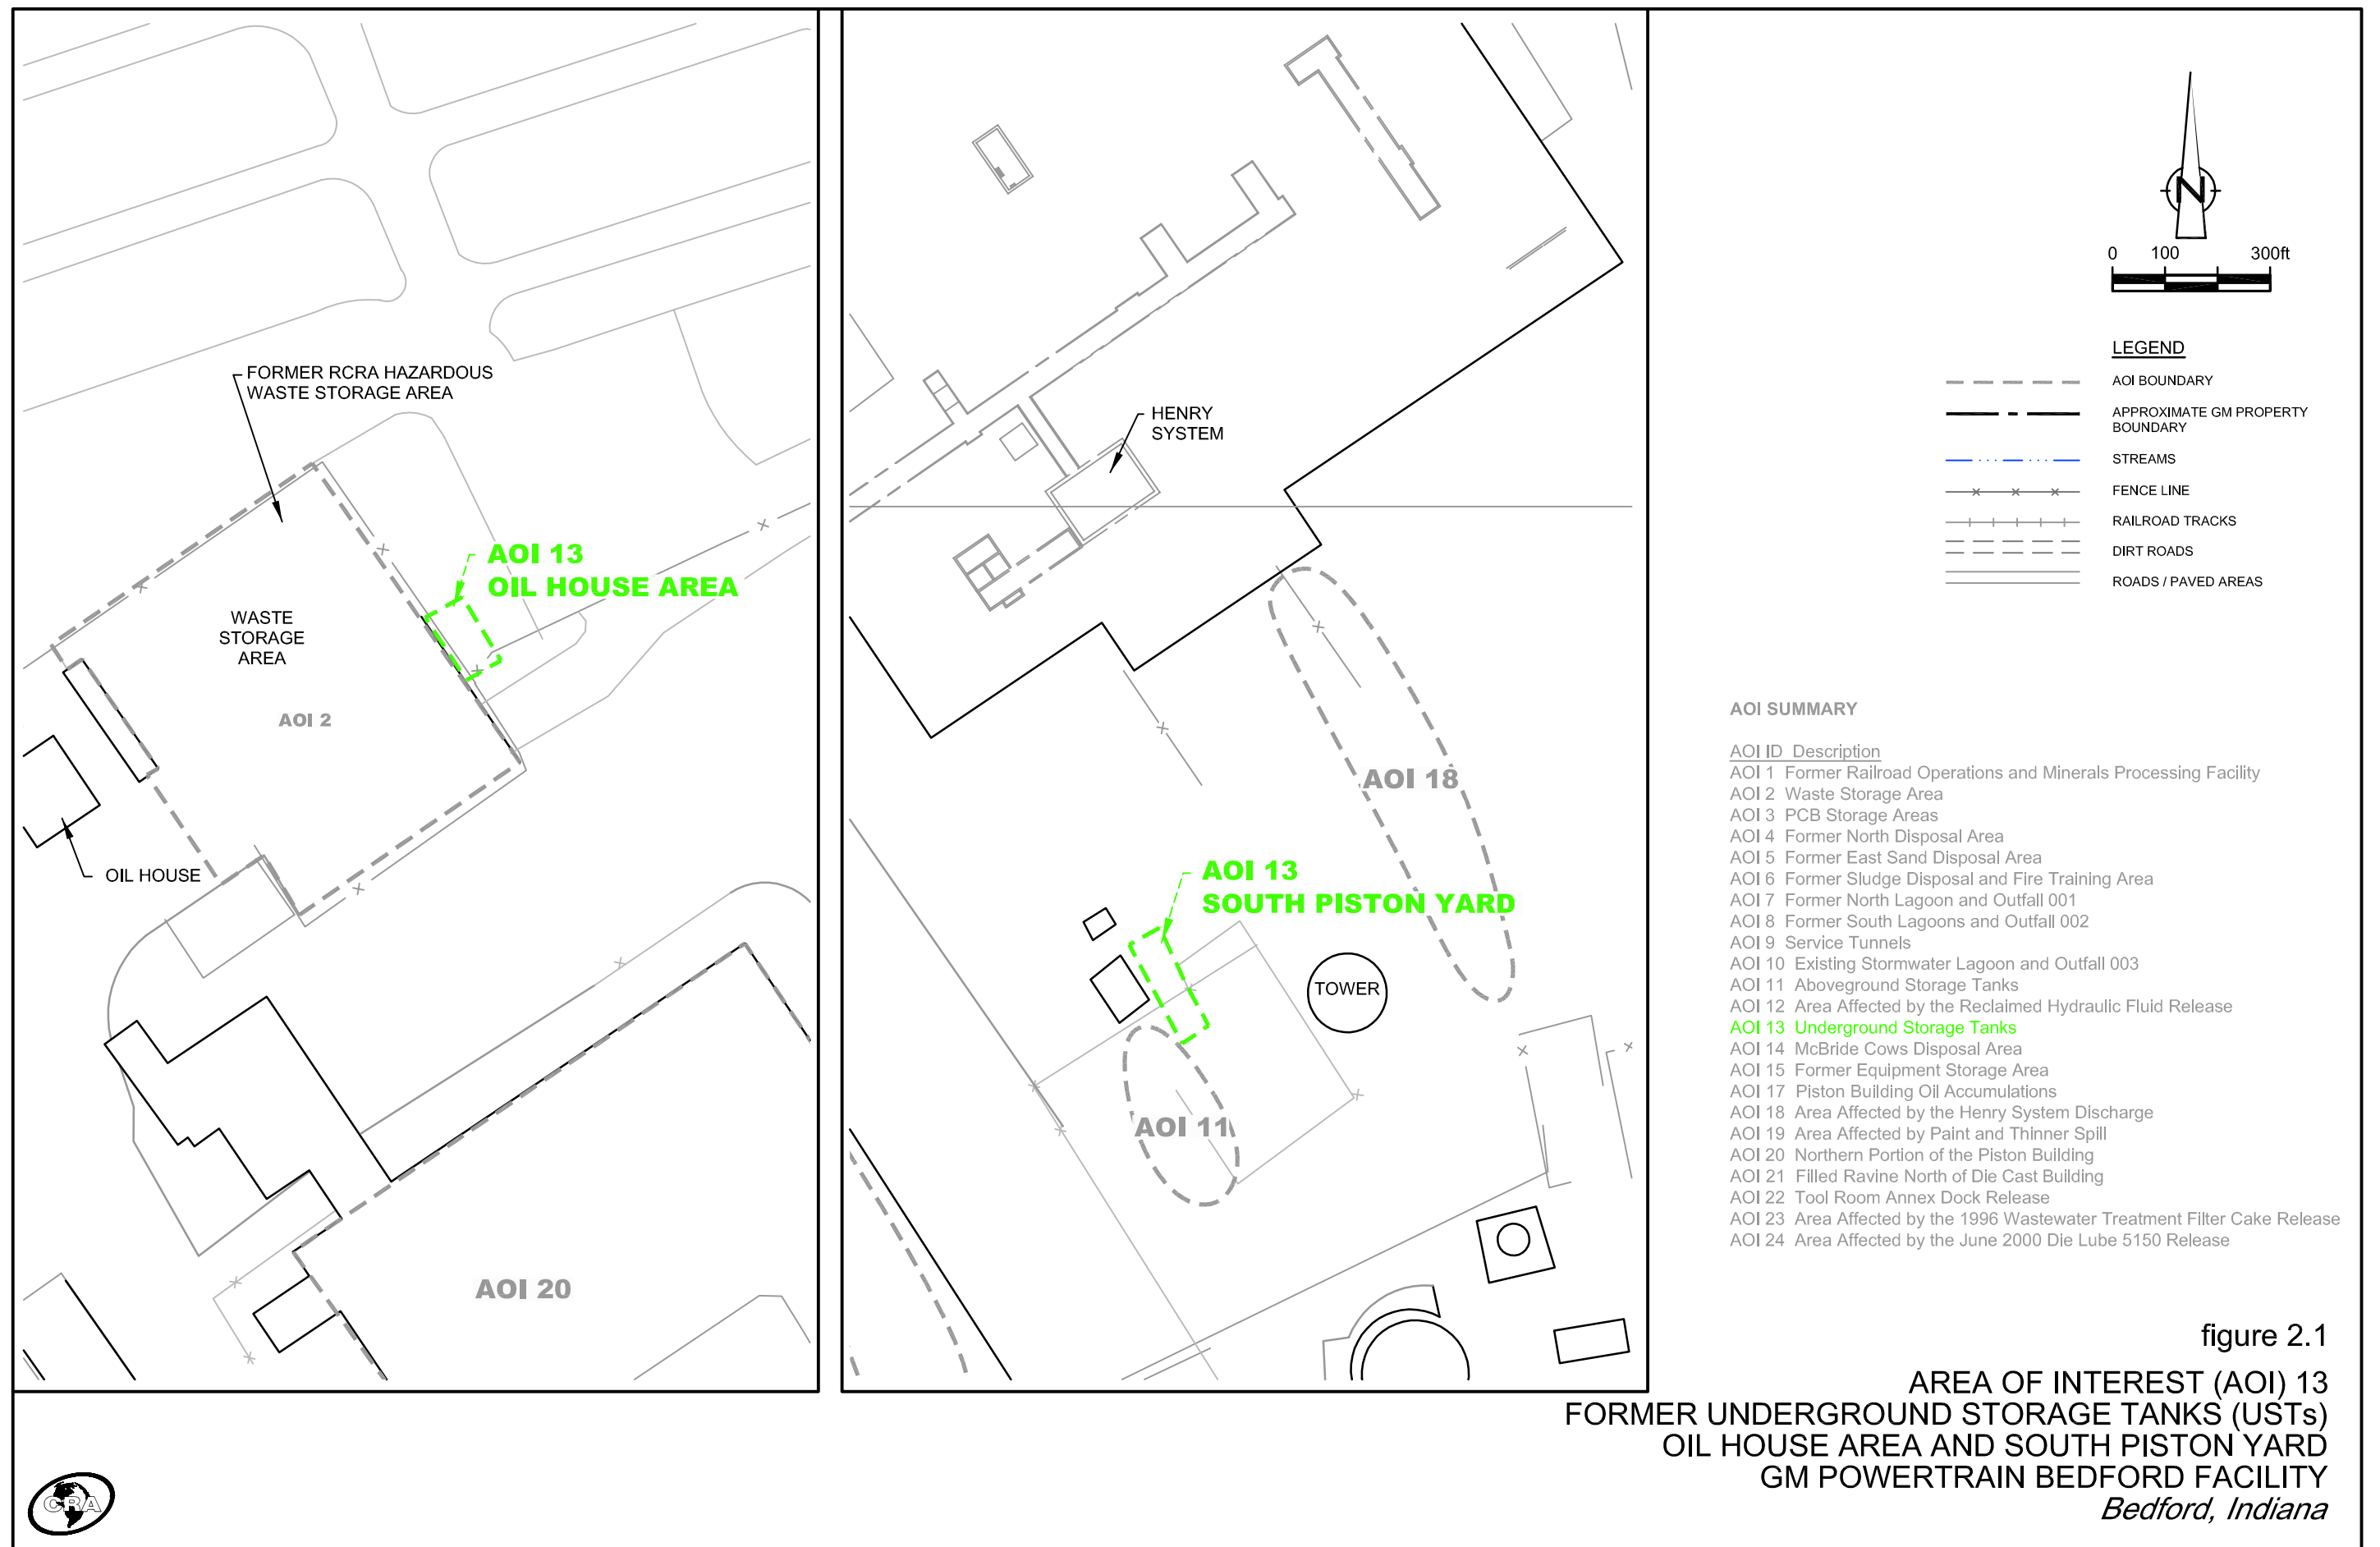 FORMER RCRA HAZARDOUS
WASTE STORAGE AREA
AOI 13
OIL HOUSE AREA
WASTE
STORAGE
AREA
AOI 2
OIL HOUSE
AOI 20
HENRY
SYSTEM
AOI 18
AOI 13
SOUTH PISTON YARD
TOWER
AOI 11
N
0 100 300ft
LEGEND
AOI BOUNDARY
APPROXIMATE GM PROPERTY
BOUNDARY
STREAMS
FENCE LINE
RAILROAD TRACKS
DIRT ROADS
ROADS / PAVED AREAS
AOI SUMMARY
AOI ID Description
AOI 1 Former Railroad Operations and Minerals Processing Facility
AOI 2 Waste Storage Area
AOI 3 PCB Storage Areas
AOI 4 Former North Disposal Area
AOI 5 Former East Sand Disposal Area
AOI 6 Former Sludge Disposal and Fire Training Area
AOI 7 Former North Lagoon and Outfall 001
AOI 8 Former South Lagoons and Outfall 002
AOI 9 Service Tunnels
AOI 10 Existing Stormwater Lagoon and Outfall 003
AOI 11 Aboveground Storage Tanks
AOI 12 Area Affected by the Reclaimed Hydraulic Fluid Release
AOI 13 Underground Storage Tanks
AOI 14 McBride Cows Disposal Area
AOI 15 Former Equipment Storage Area
AOI 17 Piston Building Oil Accumulations
AOI 18 Area Affected by the Henry System Discharge
AOI 19 Area Affected by Paint and Thinner Spill
AOI 20 Northern Portion of the Piston Building
AOI 21 Filled Ravine North of Die Cast Building
AOI 22 Tool Room Annex Dock Release
AOI 23 Area Affected by the 1996 Wastewater Treatment Filter Cake Release
AOI 24 Area Affected by the June 2000 Die Lube 5150 Release
figure 2.1
AREA OF INTEREST (AOI) 13
FORMER UNDERGROUND STORAGE TANKS (USTs)
OIL HOUSE AREA AND SOUTH PISTON YARD
GM POWERTRAIN BEDFORD FACILITY
Bedford, Indiana
CRA